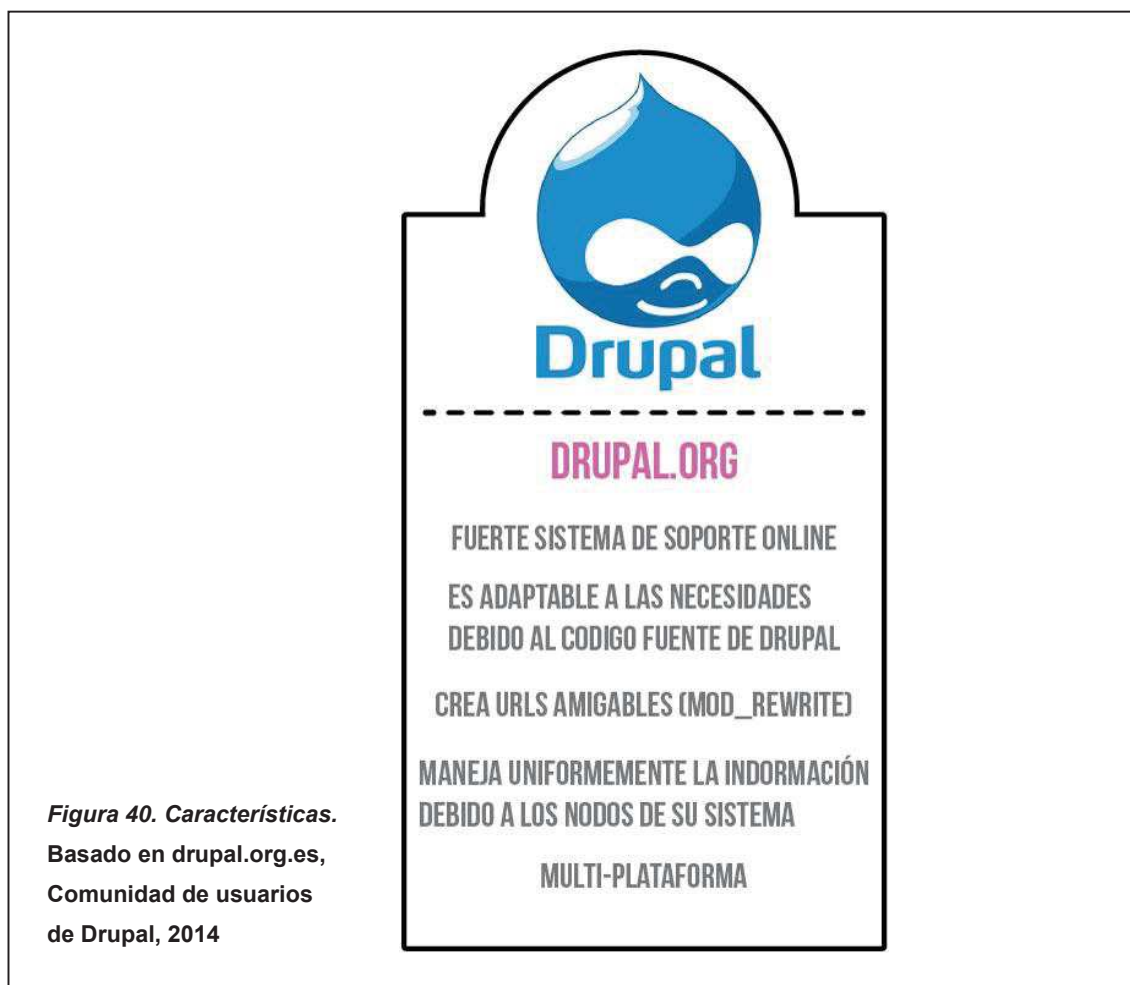 Drupal
DRUPAL.ORG
FUERTE SISTEMA DE SOPORTE ONLINE
ES ADAPTABLE A LAS NECESIDADES
DEBIDO AL CODIGO FUENTE DE DRUPAL
CREA URLS AMIGABLES (MOD_REWRITE)
MANEJA UNIFORMEMENTE LA INDORMACIÓN
DEBIDO A LOS NODOS DE SU SISTEMA
MULTI-PLATAFORMA
Figura 40. Características.
Basado en drupal.org.es,
Comunidad de usuarios
de Drupal, 2014